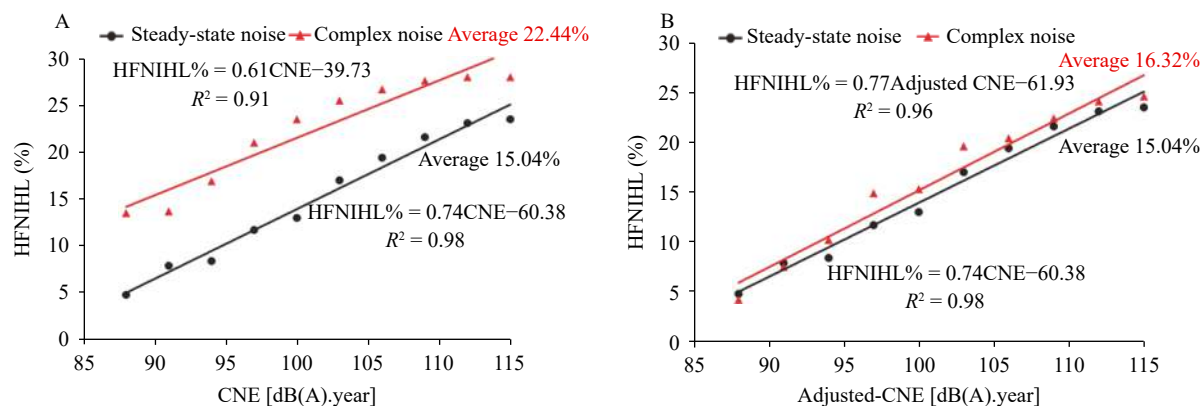 A
Steady-state noise Complex noise Average 22.44%
HFNIHL% = 0.61CNE−39.73
R² = 0.91
Average 15.04%
HFNIHL% = 0.74CNE−60.38
R² = 0.98
HFNIHL (%)
30
25
20
15
10
5
0
85 90 95 100 105 110 115
CNE [dB(A).year]
B
Steady-state noise Complex noise
Average 16.32%
HFNIHL% = 0.77Adjusted CNE−61.93
R² = 0.96
Average 15.04%
HFNIHL% = 0.74CNE−60.38
R² = 0.98
HFNIHL (%)
30
25
20
15
10
5
0
85 90 95 100 105 110 115
Adjusted-CNE [dB(A).year]